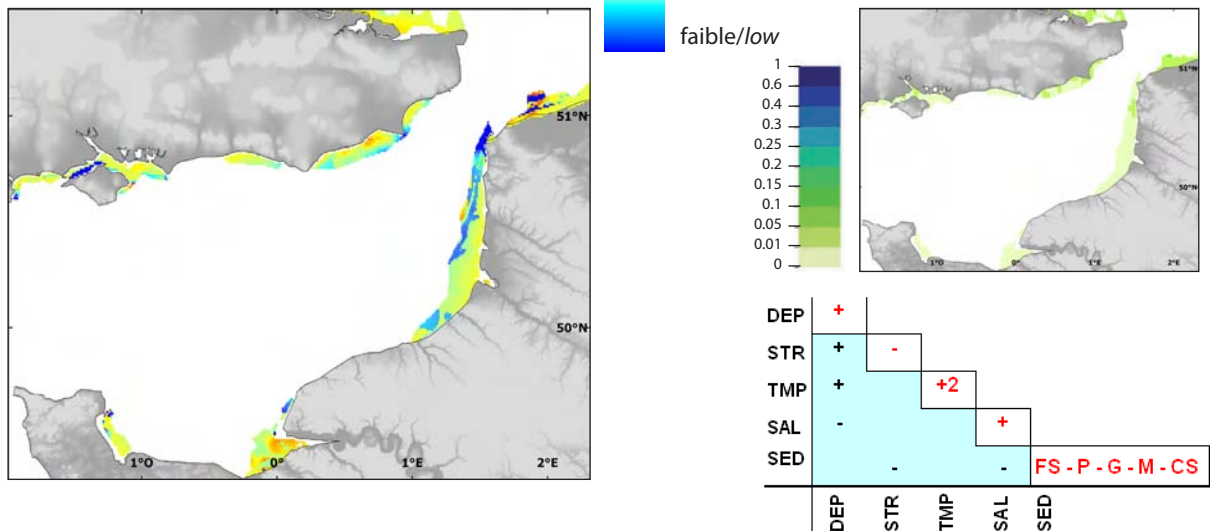 faible/low
51°N
50°N
1°O
0°
1°E
2°E
1
0.6
0.4
0.3
0.25
0.2
0.15
0.1
0.05
0.01
0
51°N
50°N
1°O
0°
1°E
2°E
DEP +
STR + -
TMP + +2
SAL - +
SED - - FS - P - G - M - CS
DEP STR TMP SAL SED